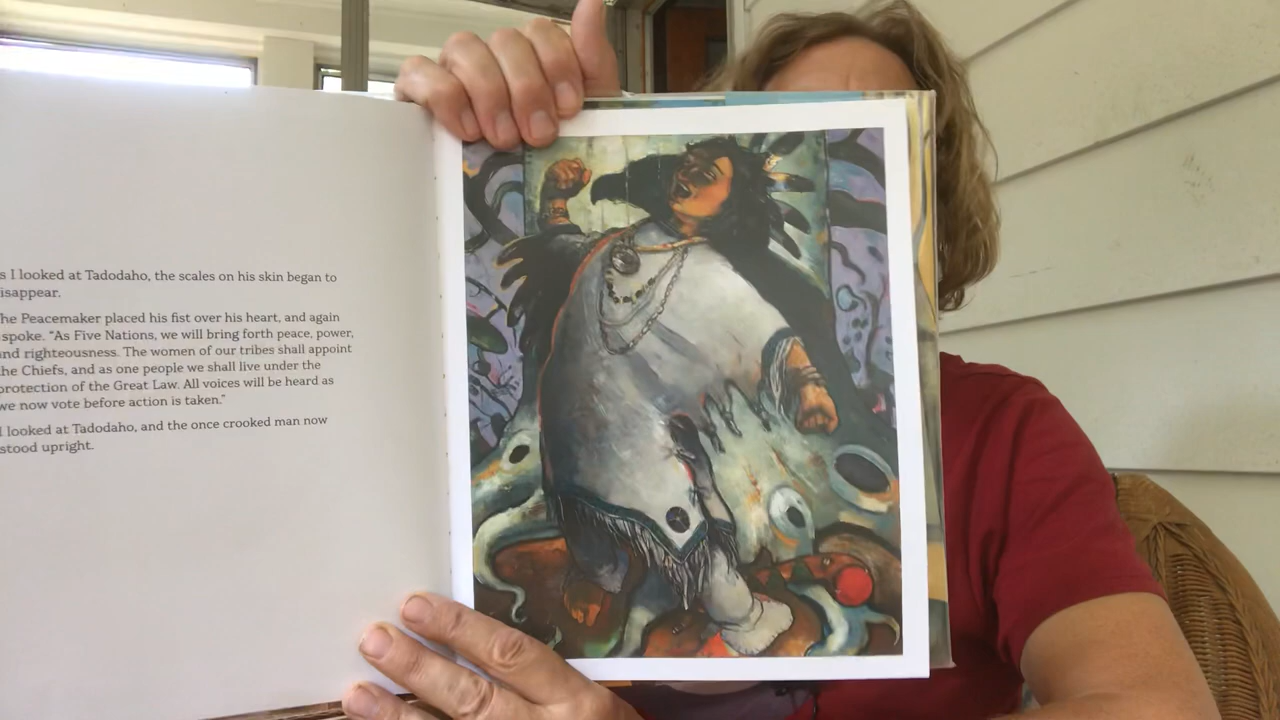 s I looked at Tadodaho, the scales on his skin began to
isappear.
he Peacemaker placed his fist over his heart, and again
spoke. “As Five Nations, we will bring forth peace, power,
nd righteousness. The women of our tribes shall appoint
the Chiefs, and as one people we shall live under the
protection of the Great Law. All voices will be heard as
we now vote before action is taken.”
I looked at Tadodaho, and the once crooked man now
stood upright.